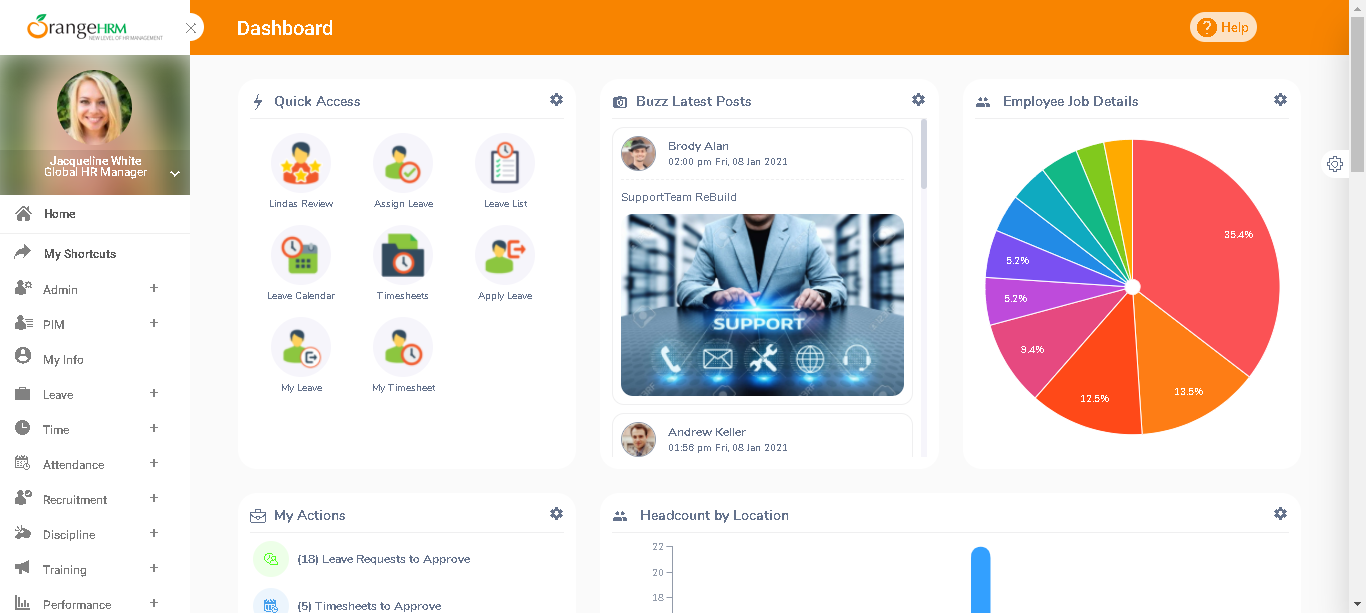 OrangeHRM
NEW LEVEL OF HR MANAGEMENT
Dashboard
? Help
Jacqueline White
Global HR Manager
Home
My Shortcuts
Admin +
PIM +
My Info
Leave +
Time +
Attendance +
Recruitment +
Discipline +
Training +
Performance +
Quick Access
Lindas Review
Assign Leave
Leave List
Leave Calendar
Timesheets
Apply Leave
My Leave
My Timesheet
Buzz Latest Posts
Brody Alan
02:00 pm Fri, 08 Jan 2021
SupportTeam ReBuild
SUPPORT
Andrew Keller
01:56 pm Fri, 08 Jan 2021
Employee Job Details
35.4%
13.5%
12.5%
9.4%
5.2%
5.2%
My Actions
(18) Leave Requests to Approve
(5) Timesheets to Approve
Headcount by Location
22
20
18